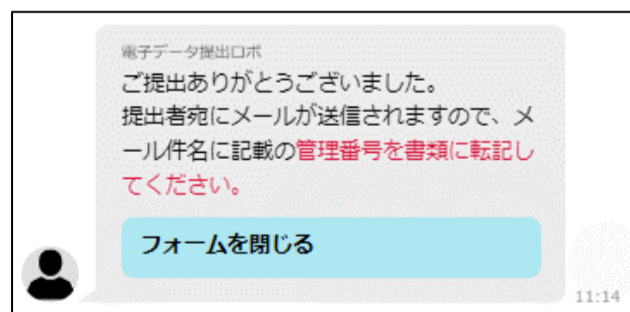 電子データ提出ロボ
ご提出ありがとうございました。
提出者宛にメールが送信されますので、メ
ール件名に記載の管理番号を書類に転記し
てください。
フォームを閉じる
11:14